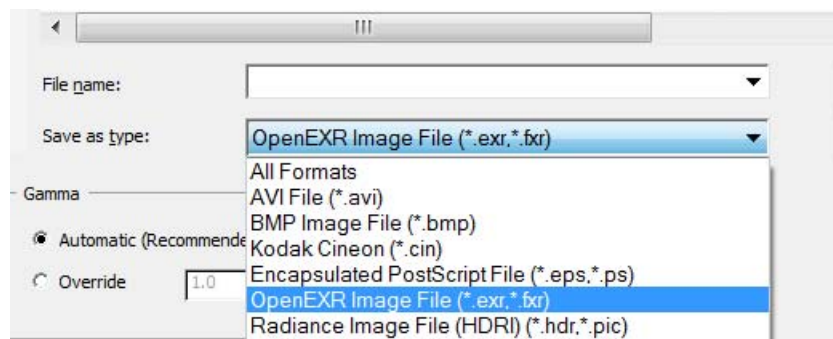 File name:
Save as type:
OpenEXR Image File (*.exr,*.fxr)
All Formats
Gamma
AVI File (*.avi)
BMP Image File (*.bmp)
Automatic (Recommende
Kodak Cineon (*.cin)
Encapsulated PostScript File (*.eps,*.ps)
Override
1.0
OpenEXR Image File (*.exr,*.fxr)
Radiance Image File (HDRI) (*.hdr,*.pic)